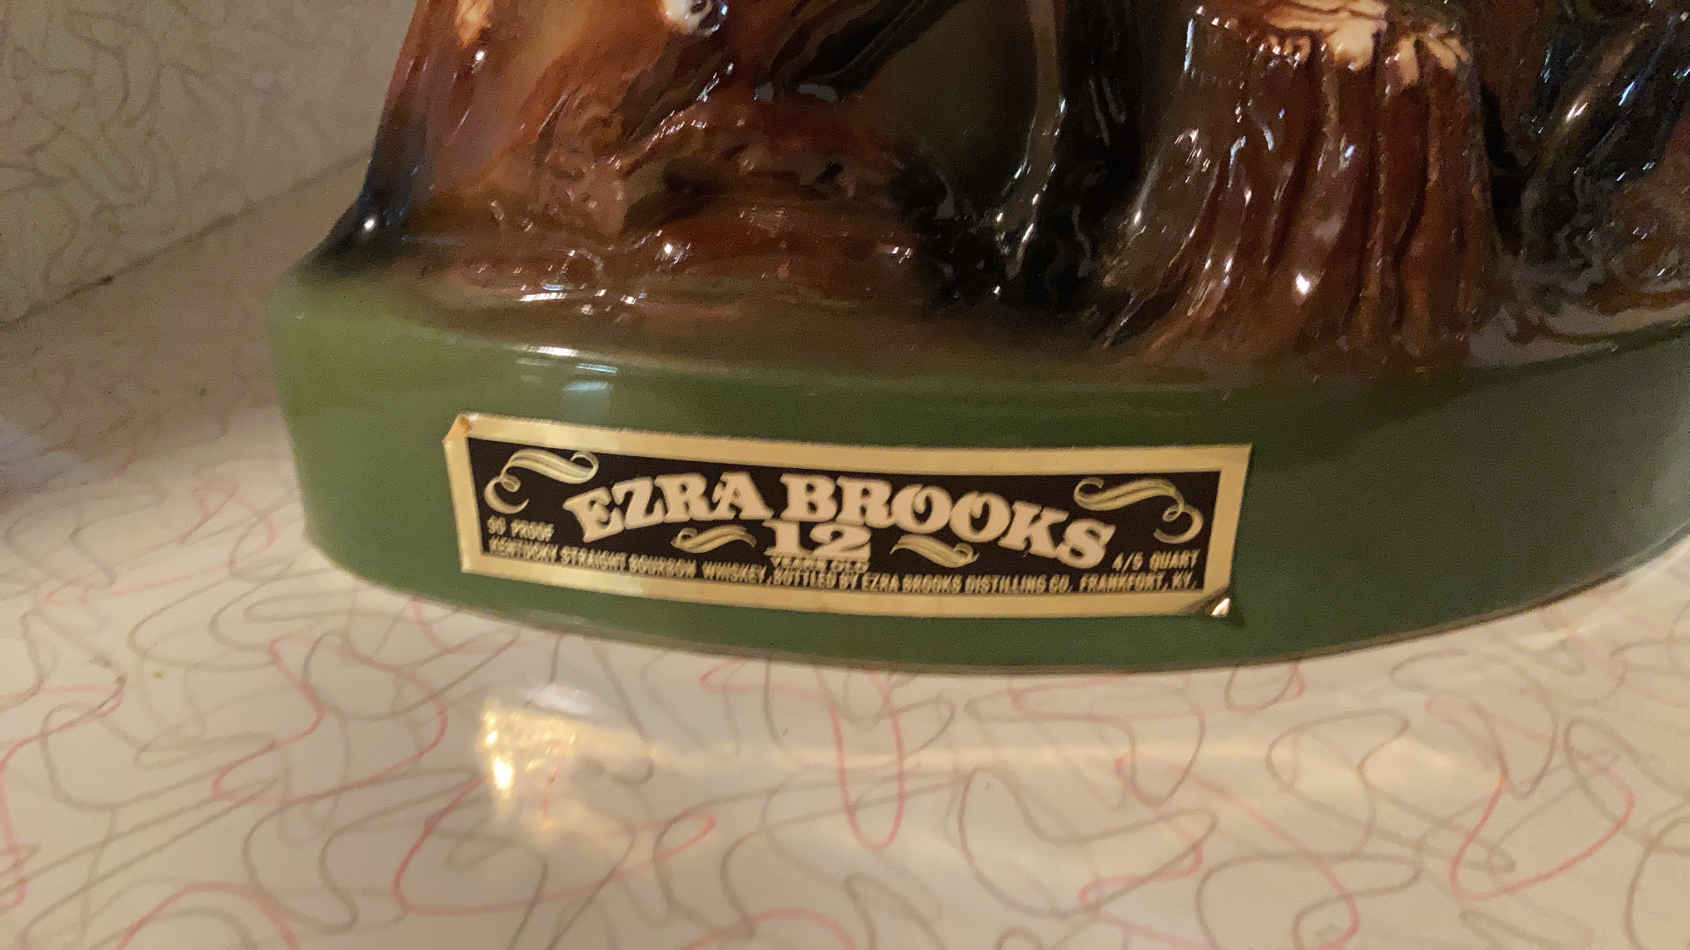 EZRA BROOKS
12
YEARS OLD
90 PROOF
4/5 QUART
KENTUCKY STRAIGHT BOURBON WHISKEY, BOTTLED BY EZRA BROOKS DISTILLING CO. FRANKFORT, KY.